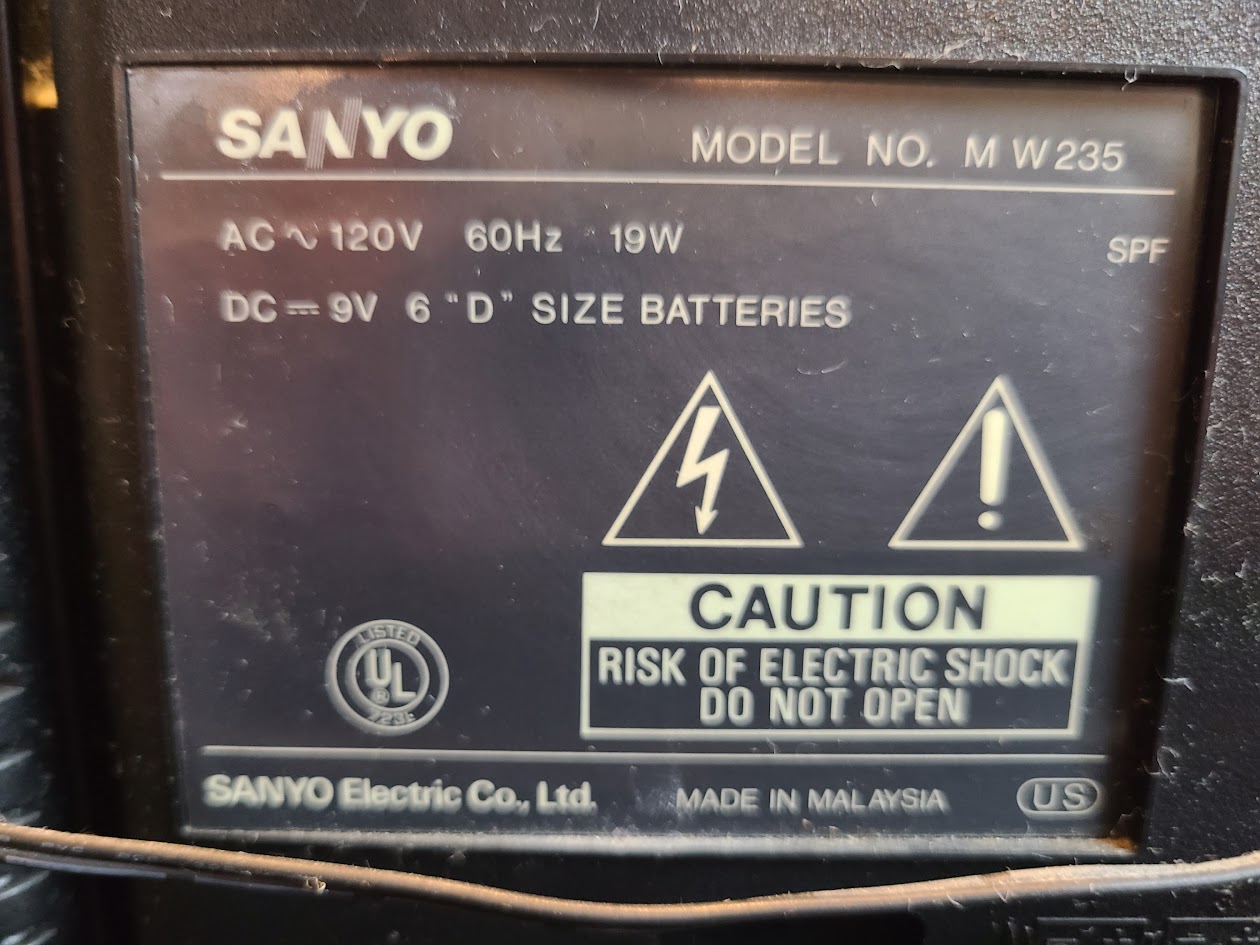 SANYO MODEL NO. MW235
AC ∿ 120V 60Hz 19W SPF
DC ⎓ 9V 6 "D" SIZE BATTERIES
CAUTION
RISK OF ELECTRIC SHOCK
DO NOT OPEN
LISTED
UL
®
SANYO Electric Co., Ltd. MADE IN MALAYSIA US